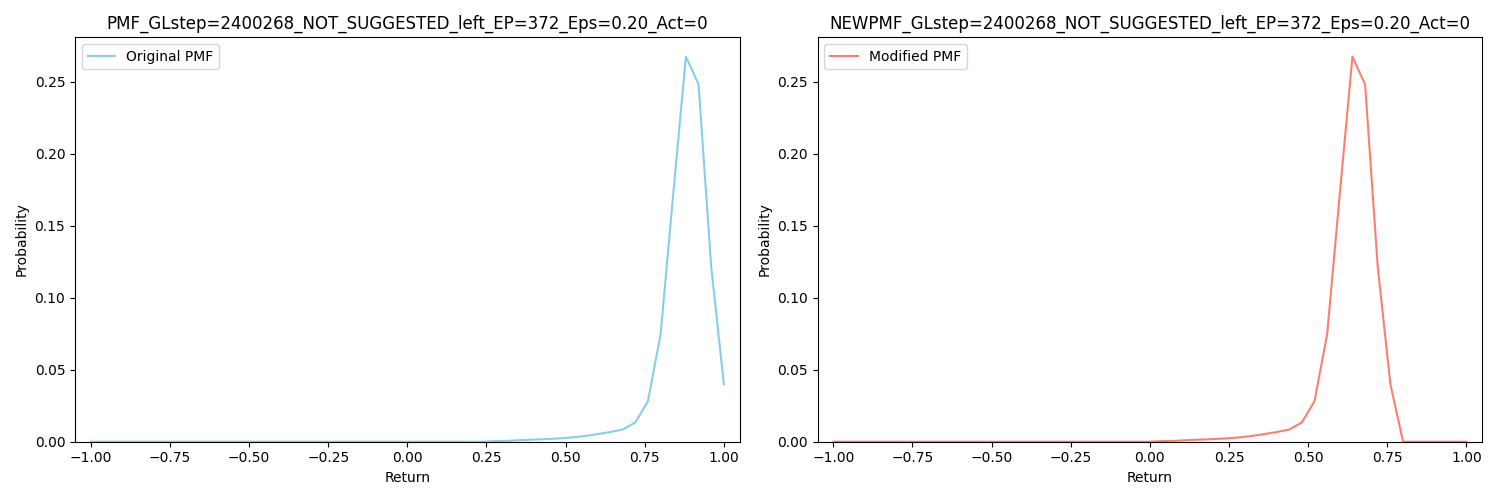 PMF_GLstep=2400268_NOT_SUGGESTED_left_EP=372_Eps=0.20_Act=0
Original PMF
Probability
0.25
0.20
0.15
0.10
0.05
0.00
−1.00 −0.75 −0.50 −0.25 0.00 0.25 0.50 0.75 1.00
Return
NEWPMF_GLstep=2400268_NOT_SUGGESTED_left_EP=372_Eps=0.20_Act=0
Modified PMF
Probability
0.25
0.20
0.15
0.10
0.05
0.00
−1.00 −0.75 −0.50 −0.25 0.00 0.25 0.50 0.75 1.00
Return